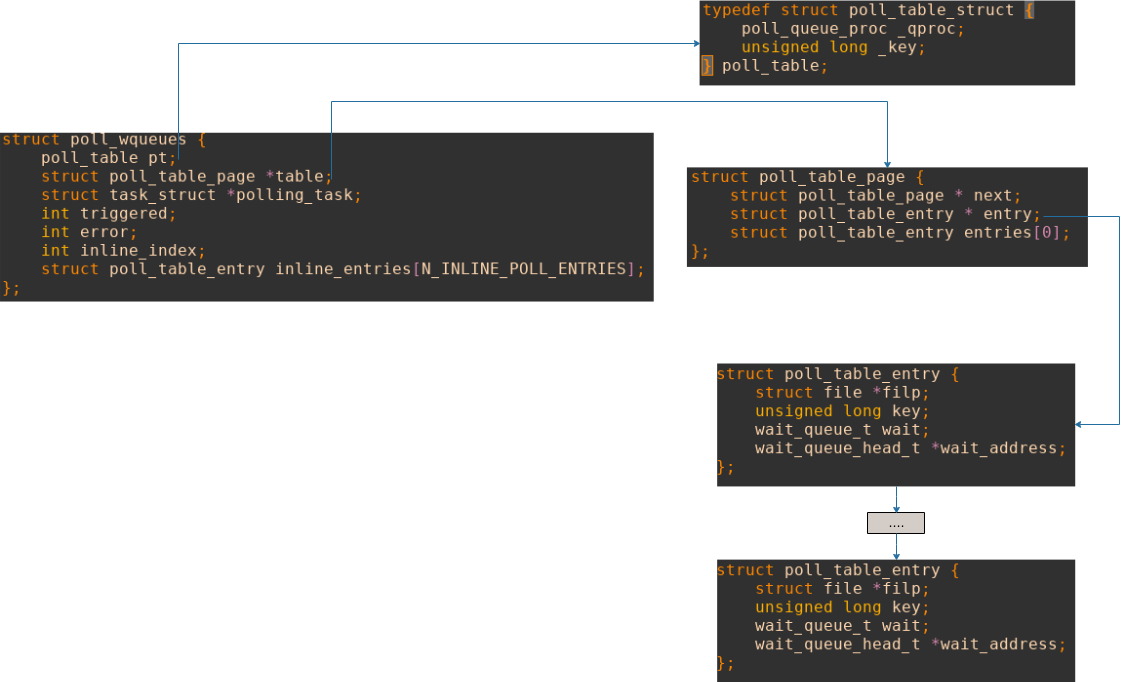 typedef struct poll_table_struct {
    poll_queue_proc _qproc;
    unsigned long _key;
} poll_table;
struct poll_wqueues {
    poll_table pt;
    struct poll_table_page *table;
    struct task_struct *polling_task;
    int triggered;
    int error;
    int inline_index;
    struct poll_table_entry inline_entries[N_INLINE_POLL_ENTRIES];
};
struct poll_table_page {
    struct poll_table_page * next;
    struct poll_table_entry * entry;
    struct poll_table_entry entries[0];
};
struct poll_table_entry {
    struct file *filp;
    unsigned long key;
    wait_queue_t wait;
    wait_queue_head_t *wait_address;
};
....
struct poll_table_entry {
    struct file *filp;
    unsigned long key;
    wait_queue_t wait;
    wait_queue_head_t *wait_address;
};